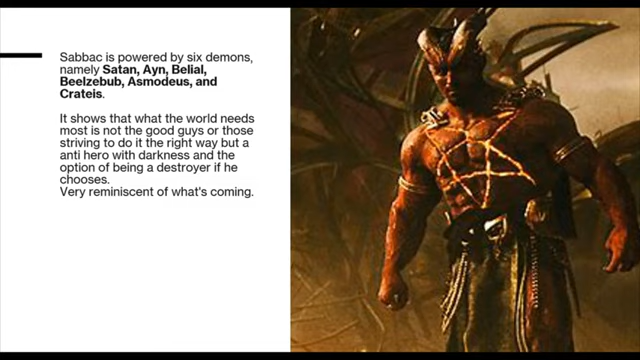 Sabbac is powered by six demons,
namely Satan, Ayn, Belial,
Beelzebub, Asmodeus, and
Crateis.
It shows that what the world needs
most is not the good guys or those
striving to do it the right way but a
anti hero with darkness and the
option of being a destroyer if he
chooses.
Very reminiscent of what's coming.